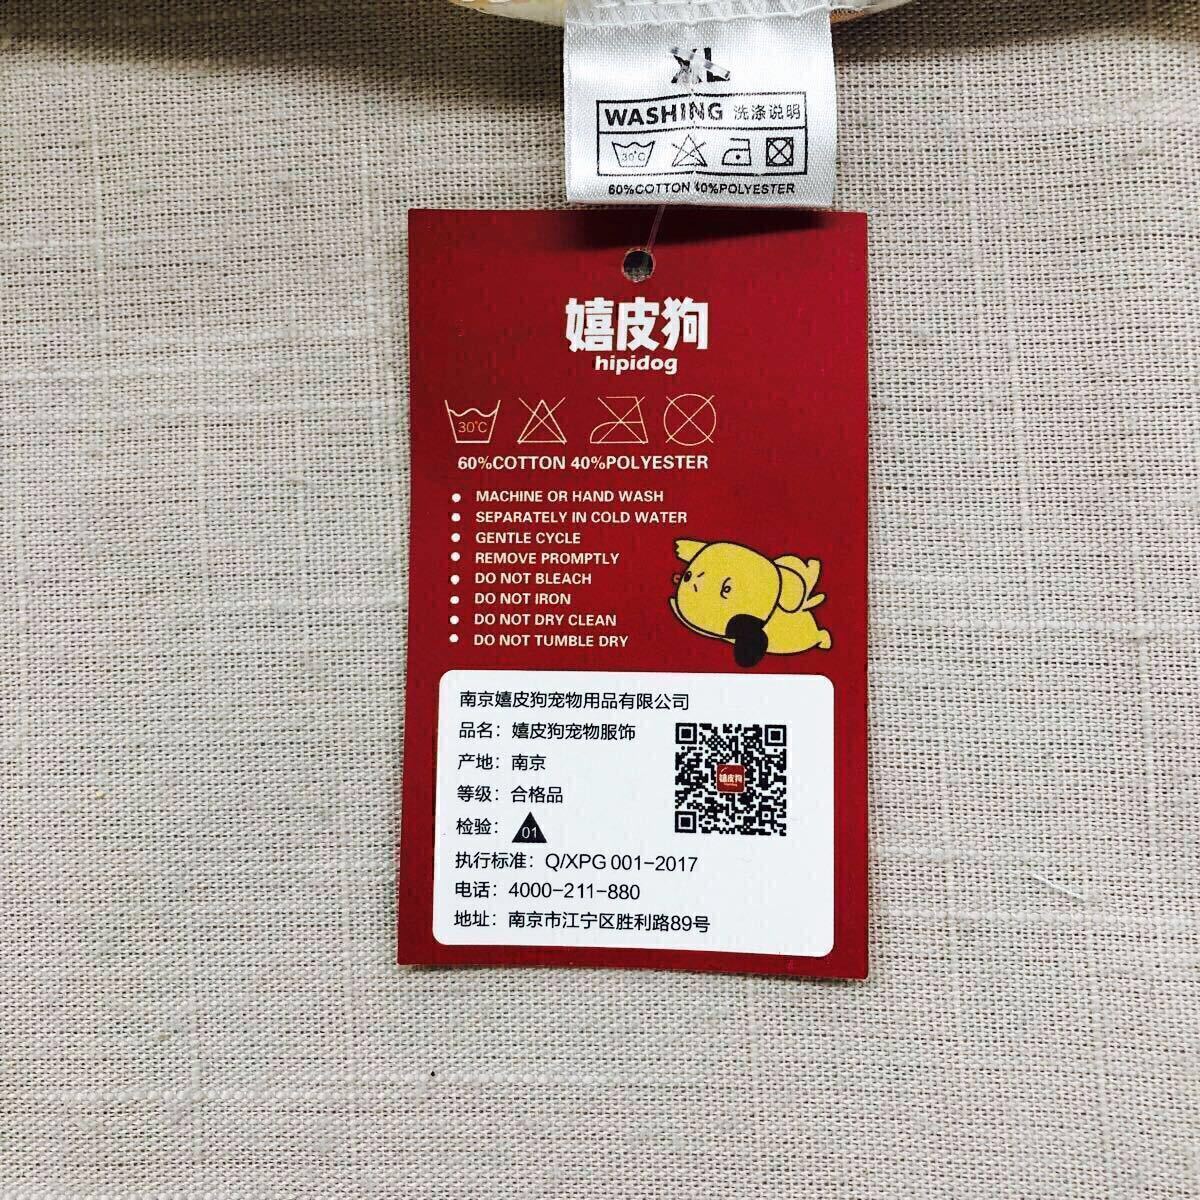 XL
WASHING 洗涤说明
30°C
60%COTTON 40%POLYESTER
嬉皮狗
hipidog
30°C
60%COTTON 40%POLYESTER
MACHINE OR HAND WASH
SEPARATELY IN COLD WATER
GENTLE CYCLE
REMOVE PROMPTLY
DO NOT BLEACH
DO NOT IRON
DO NOT DRY CLEAN
DO NOT TUMBLE DRY
南京嬉皮狗宠物用品有限公司
品名：嬉皮狗宠物服饰
产地：南京
等级：合格品
检验：01
执行标准：Q/XPG 001-2017
电话：4000-211-880
地址：南京市江宁区胜利路89号
嬉皮狗